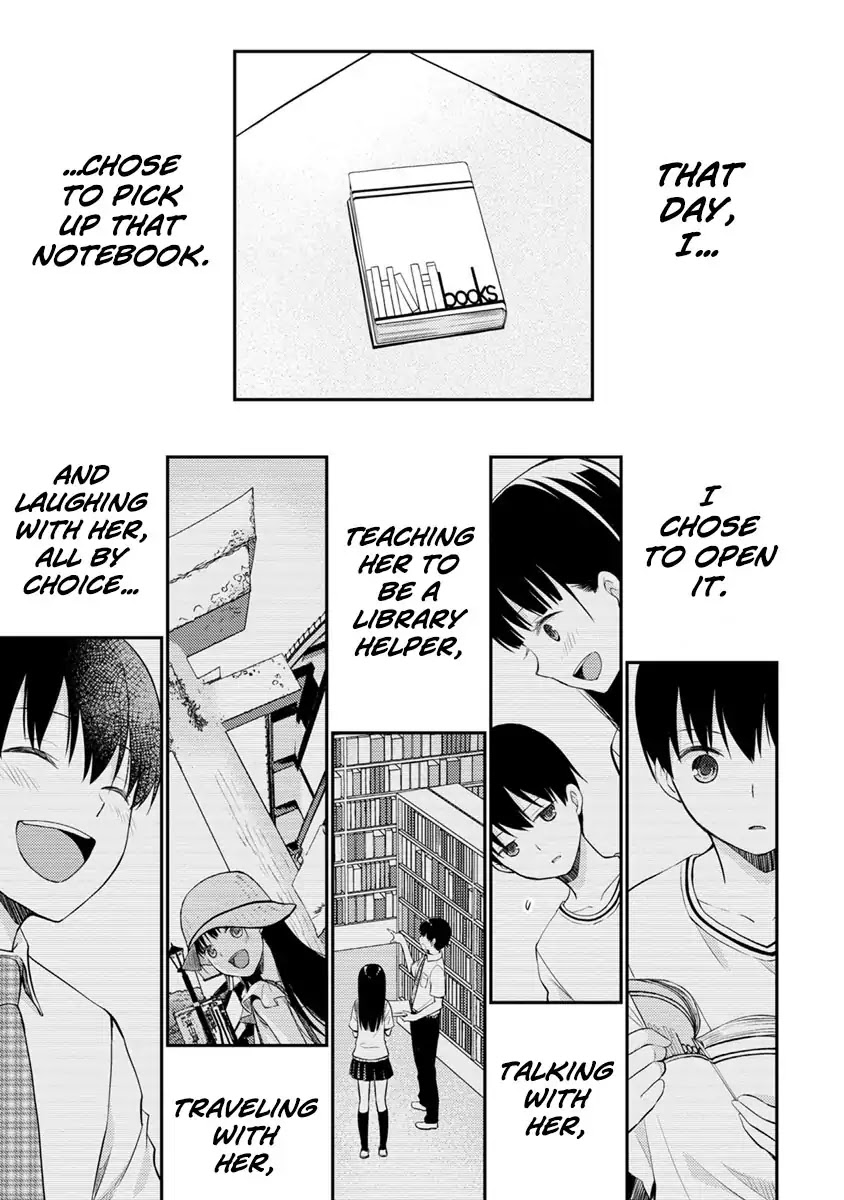 THAT
DAY,
I...
...CHOSE
TO PICK
UP THAT
NOTEBOOK.
books
I
CHOSE
TO OPEN
IT.
TALKING
WITH
HER,
TEACHING
HER TO
BE A
LIBRARY
HELPER,
TRAVELING
WITH
HER,
AND
LAUGHING
WITH HER,
ALL BY
CHOICE...